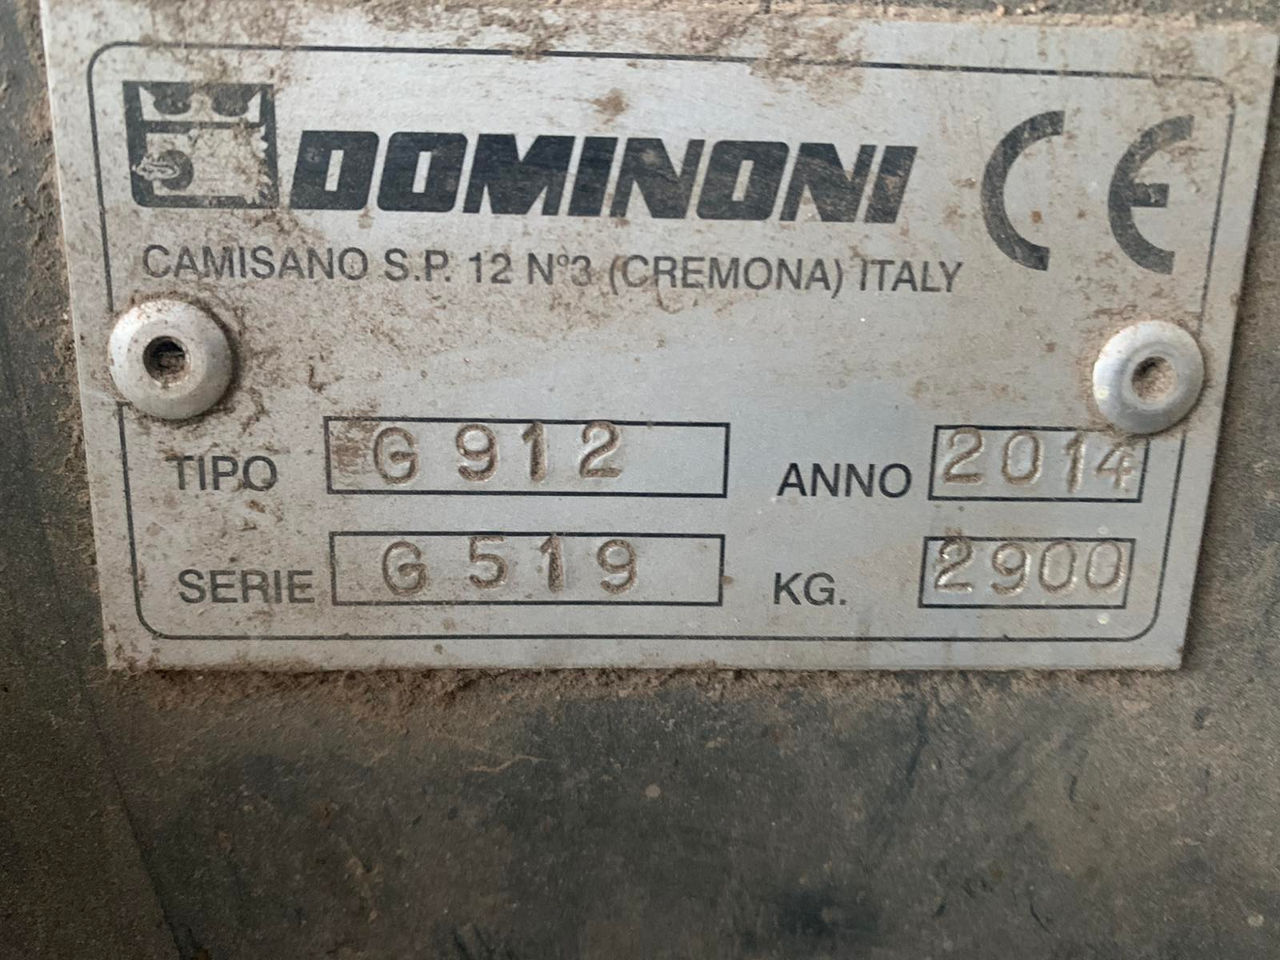 DOMINONI CE
CAMISANO S.P. 12 N°3 (CREMONA) ITALY
TIPO G 912 ANNO 2014
SERIE G 519 KG. 2900